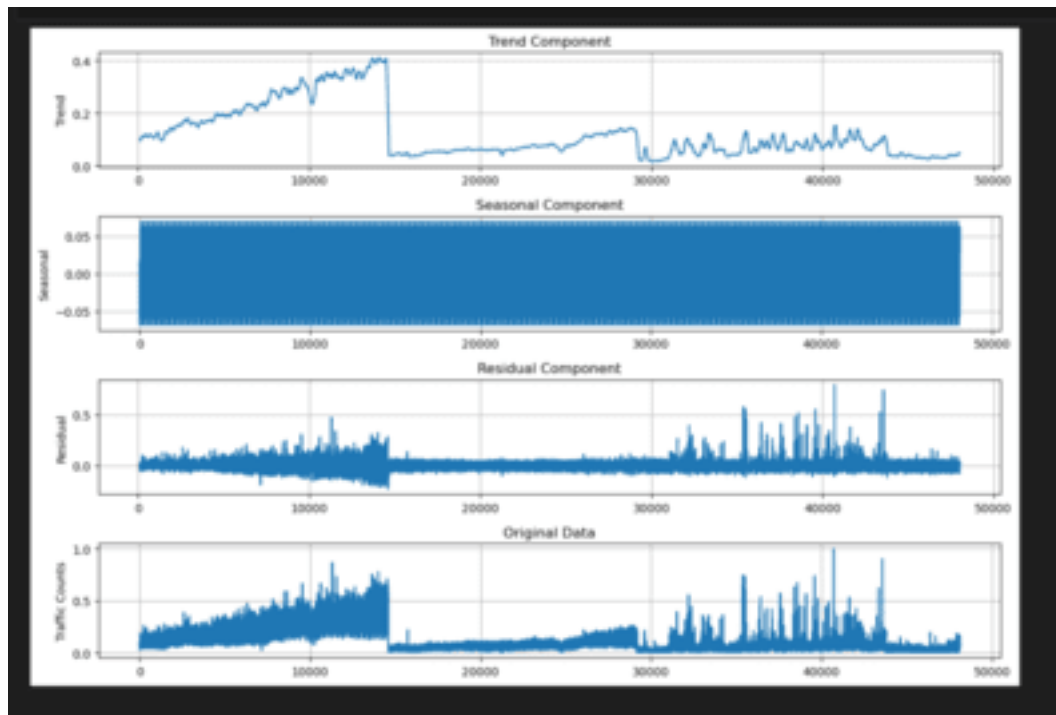 Trend Component
Trend
0.4
0.2
0.0
0 10000 20000 30000 40000 50000
Seasonal Component
Seasonal
0.05
0.00
−0.05
0 10000 20000 30000 40000 50000
Residual Component
Residual
0.5
0.0
0 10000 20000 30000 40000 50000
Original Data
Traffic Counts
1.0
0.5
0.0
0 10000 20000 30000 40000 50000